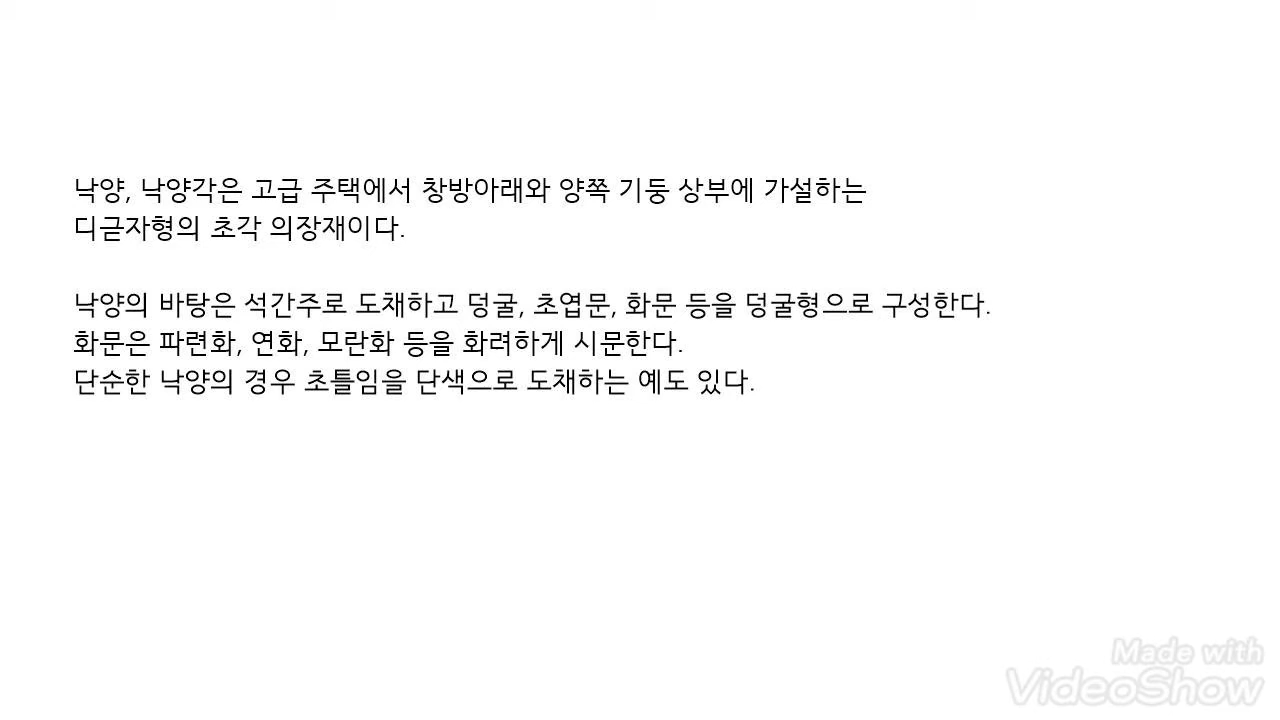 낙양, 낙양각은 고급 주택에서 창방아래와 양쪽 기둥 상부에 가설하는
디귿자형의 초각 의장재이다.
낙양의 바탕은 석간주로 도채하고 덩굴, 초엽문, 화문 등을 덩굴형으로 구성한다.
화문은 파련화, 연화, 모란화 등을 화려하게 시문한다.
단순한 낙양의 경우 초틀임을 단색으로 도채하는 예도 있다.
Made with
VideoShow